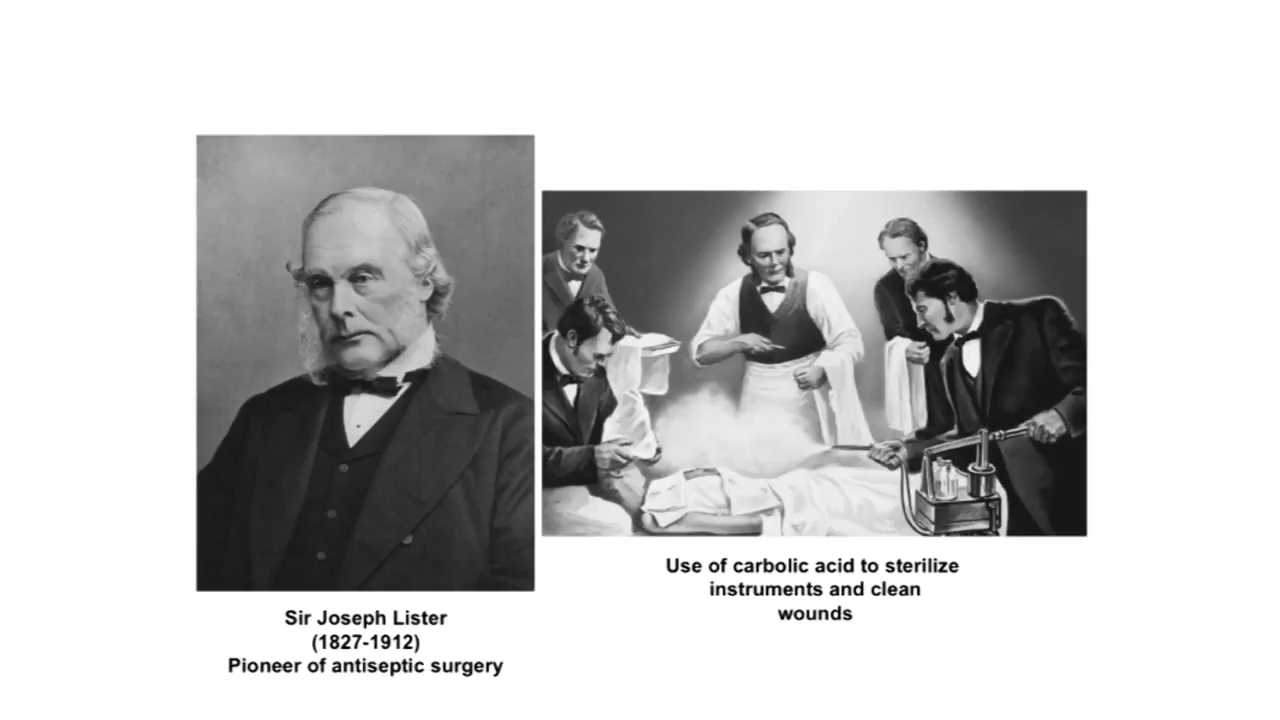 Sir Joseph Lister
(1827-1912)
Pioneer of antiseptic surgery
Use of carbolic acid to sterilize
instruments and clean
wounds